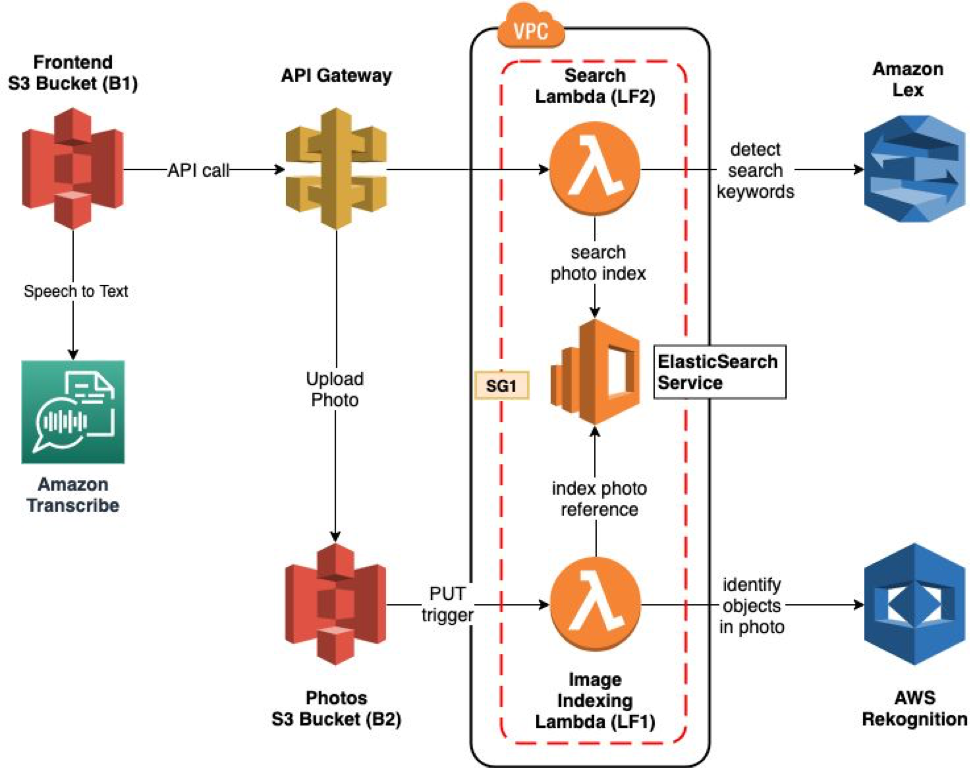 VPC
Frontend
S3 Bucket (B1)
API Gateway
Search
Lambda (LF2)
Amazon
Lex
API call
detect
search
keywords
search
photo index
Speech to Text
ElasticSearch
Service
SG1
Upload
Photo
Amazon
Transcribe
index photo
reference
PUT
trigger
identify
objects
in photo
Photos
S3 Bucket (B2)
Image
Indexing
Lambda (LF1)
AWS
Rekognition